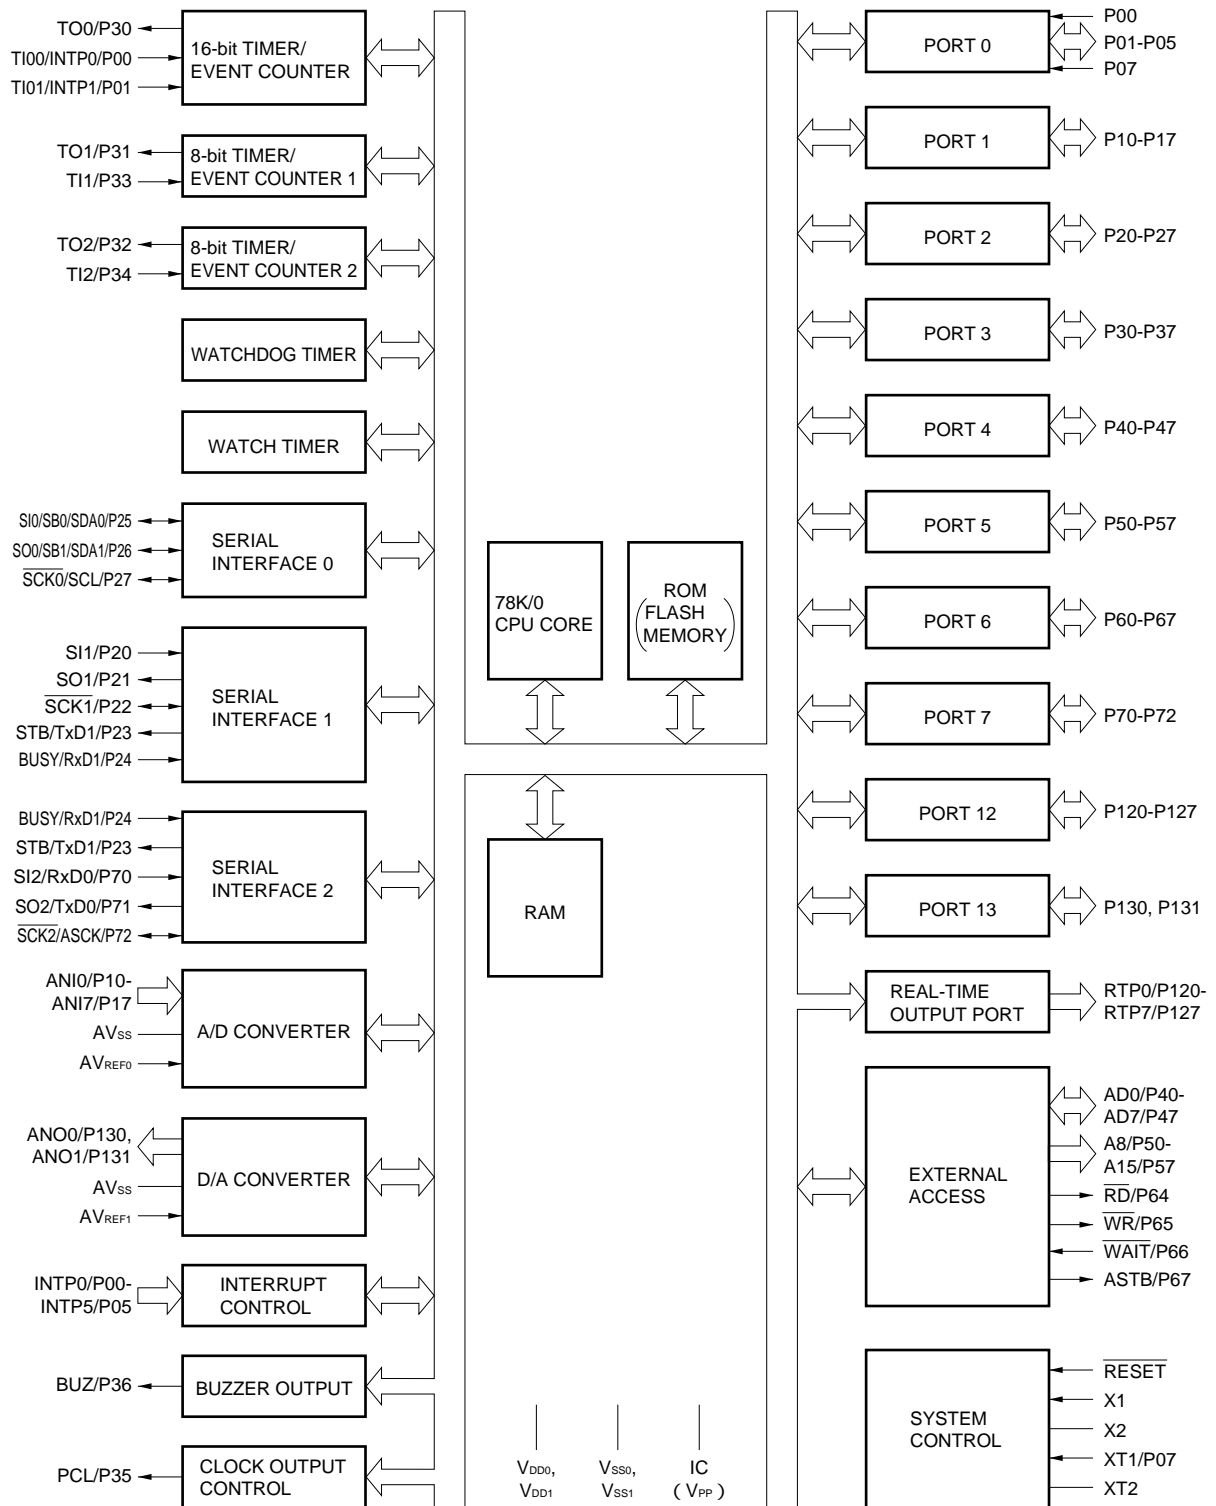 TO0/P30
TI00/INTP0/P00
TI01/INTP1/P01
16-bit TIMER/
EVENT COUNTER
TO1/P31
TI1/P33
8-bit TIMER/
EVENT COUNTER 1
TO2/P32
TI2/P34
8-bit TIMER/
EVENT COUNTER 2
WATCHDOG TIMER
WATCH TIMER
SI0/SB0/SDA0/P25
SO0/SB1/SDA1/P26
SCK0/SCL/P27
SERIAL
INTERFACE 0
SI1/P20
SO1/P21
SCK1/P22
STB/TxD1/P23
BUSY/RxD1/P24
SERIAL
INTERFACE 1
BUSY/RxD1/P24
STB/TxD1/P23
SI2/RxD0/P70
SO2/TxD0/P71
SCK2/ASCK/P72
SERIAL
INTERFACE 2
ANI0/P10-
ANI7/P17
AVSS
AVREF0
A/D CONVERTER
ANO0/P130,
ANO1/P131
AVSS
AVREF1
D/A CONVERTER
INTP0/P00-
INTP5/P05
INTERRUPT
CONTROL
BUZ/P36
BUZZER OUTPUT
PCL/P35
CLOCK OUTPUT
CONTROL
78K/0
CPU CORE
ROM
(FLASH
MEMORY)
RAM
VDD0,
VDD1
VSS0,
VSS1
IC
(VPP)
PORT 0
P00
P01-P05
P07
PORT 1
P10-P17
PORT 2
P20-P27
PORT 3
P30-P37
PORT 4
P40-P47
PORT 5
P50-P57
PORT 6
P60-P67
PORT 7
P70-P72
PORT 12
P120-P127
PORT 13
P130, P131
REAL-TIME
OUTPUT PORT
RTP0/P120-
RTP7/P127
EXTERNAL
ACCESS
AD0/P40-
AD7/P47
A8/P50-
A15/P57
RD/P64
WR/P65
WAIT/P66
ASTB/P67
SYSTEM
CONTROL
RESET
X1
X2
XT1/P07
XT2